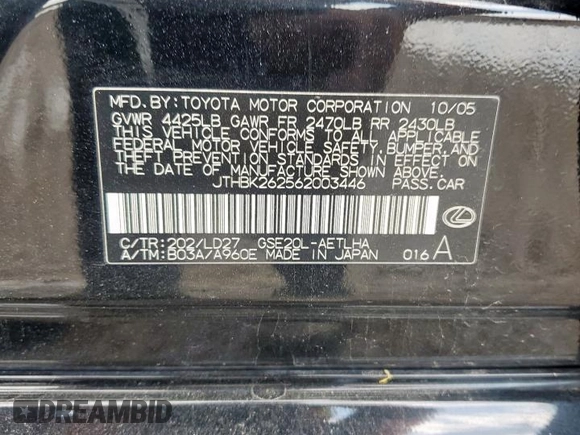 MFD. BY: TOYOTA MOTOR CORPORATION 10/05
GVWR 4425LB GAWR FR 2470LB RR 2430LB
THIS VEHICLE CONFORMS TO ALL APPLICABLE
FEDERAL MOTOR VEHICLE SAFETY, BUMPER, AND
THEFT PREVENTION STANDARDS IN EFFECT ON
THE DATE OF MANUFACTURE SHOWN ABOVE.
JTHBK262562003446 PASS. CAR
C/TR: 202/LD27 GSE20L-AETLHA
A/TM: B03A/A960E MADE IN JAPAN 016 A
DREAMBID